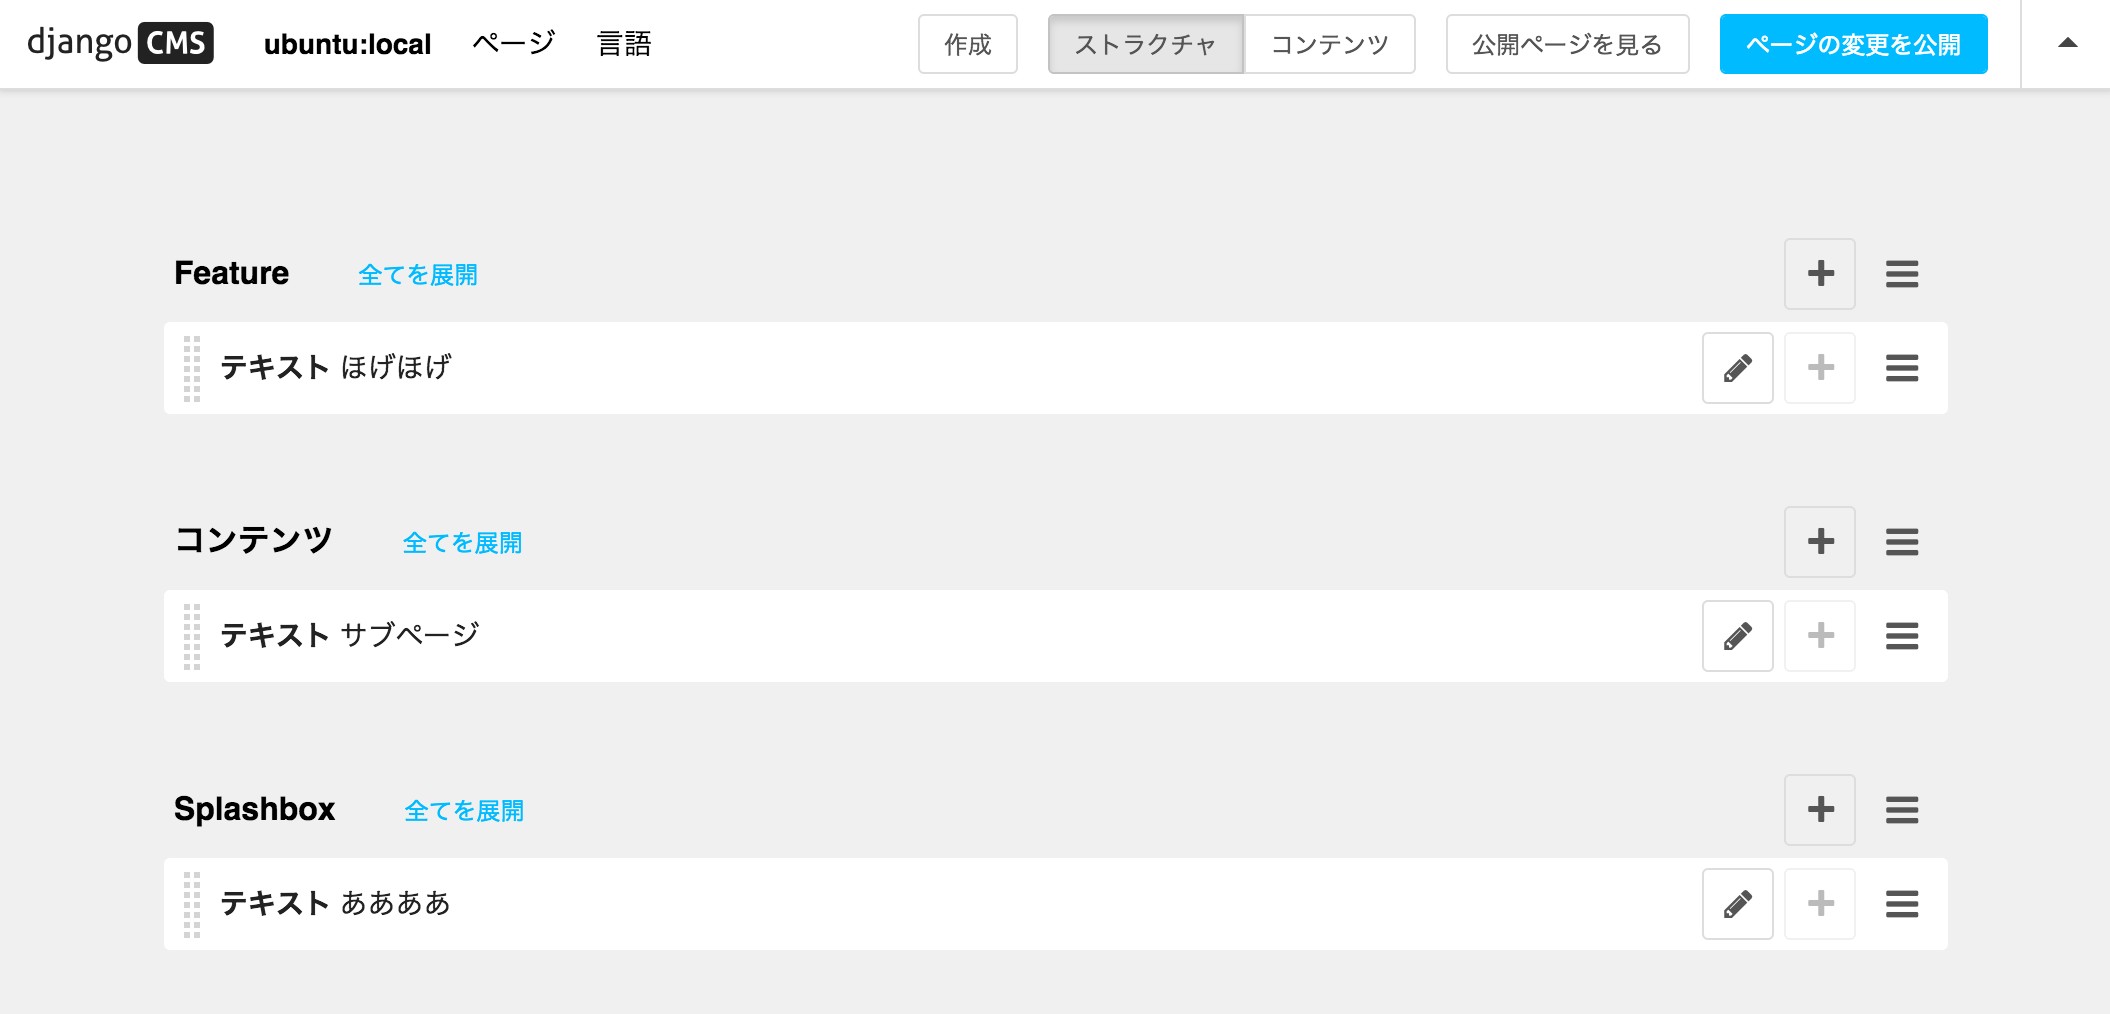 django CMS ubuntu:local ページ 言語 作成 ストラクチャ コンテンツ 公開ページを見る ページの変更を公開
Feature 全てを展開
テキスト ほげほげ
コンテンツ 全てを展開
テキスト サブページ
Splashbox 全てを展開
テキスト ああああ